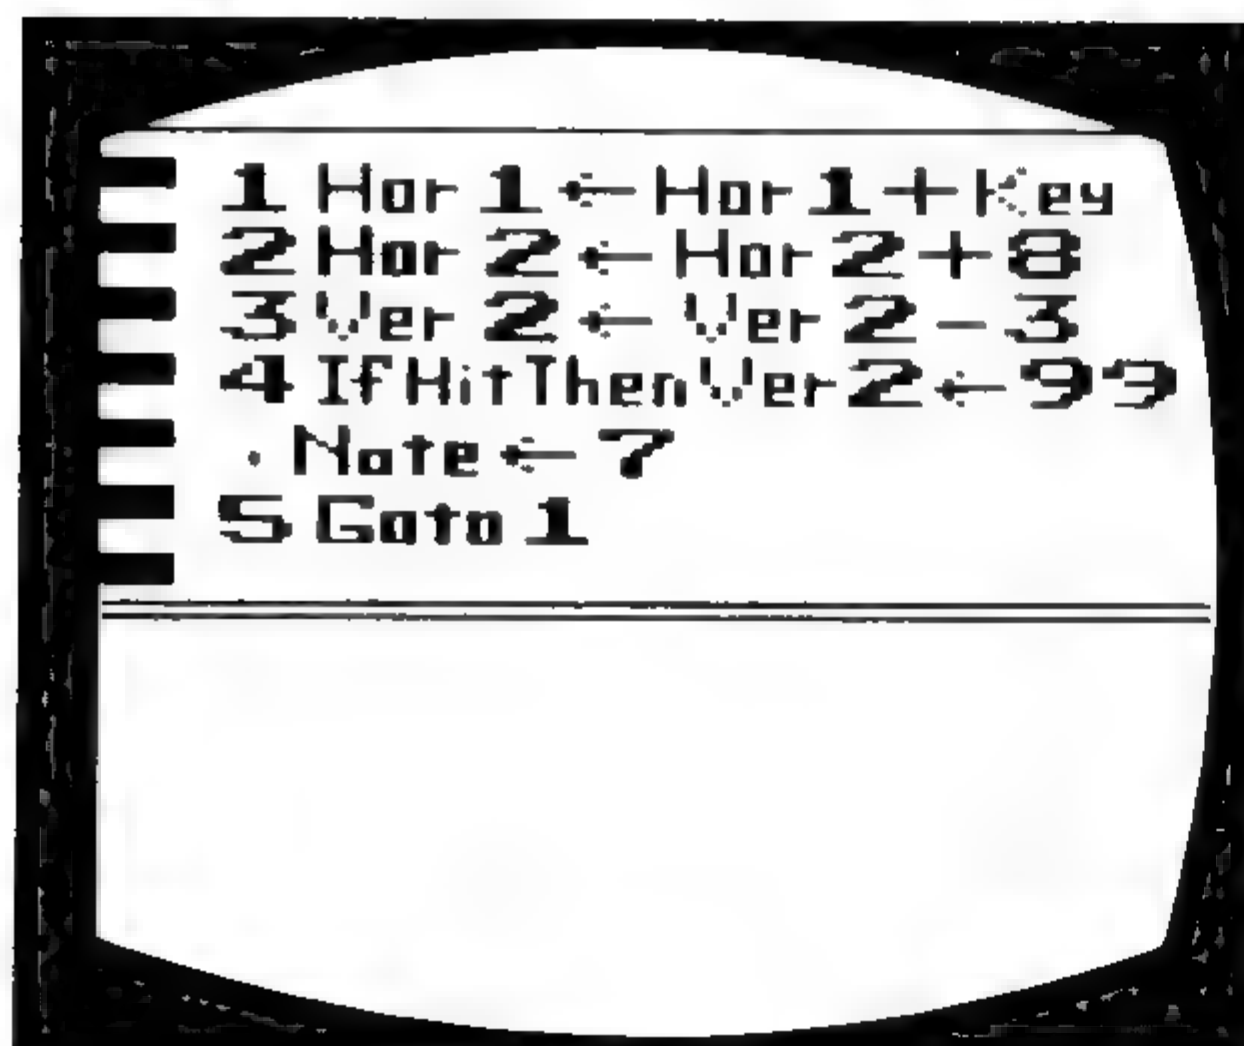 1 Hor 1 ← Hor 1 + Key
2 Hor 2 ← Hor 2 + 8
3 Ver 2 ← Ver 2 - 3
4 If Hit Then Ver 2 ← 99
. Note ← 7
5 Goto 1